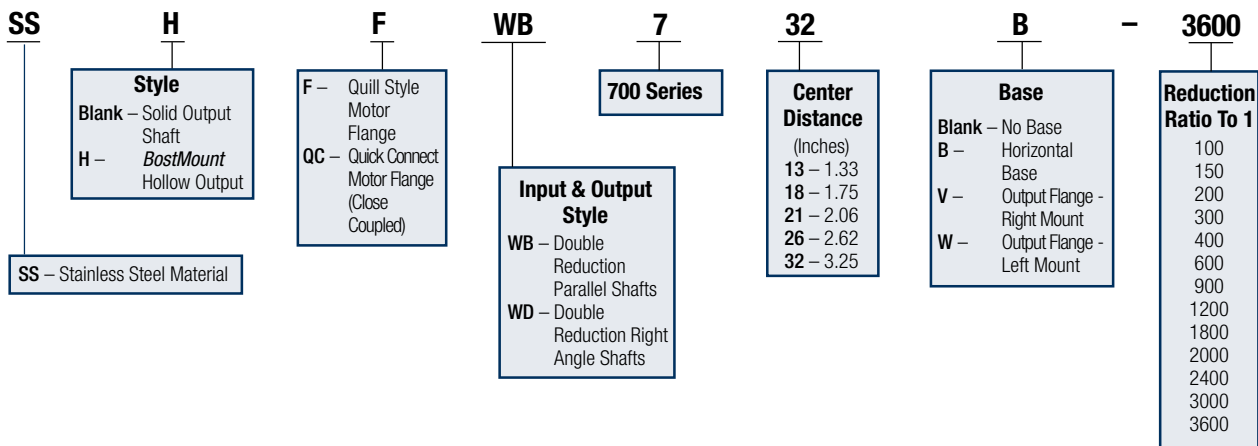 SS H F WB 7 32 B – 3600
Style
Blank – Solid Output
Shaft
H – BostMount
Hollow Output
SS – Stainless Steel Material
F – Quill Style
Motor
Flange
QC – Quick Connect
Motor Flange
(Close
Coupled)
Input & Output
Style
WB – Double
Reduction
Parallel Shafts
WD – Double
Reduction Right
Angle Shafts
700 Series
Center
Distance
(Inches)
13 – 1.33
18 – 1.75
21 – 2.06
26 – 2.62
32 – 3.25
Base
Blank – No Base
B – Horizontal
Base
V – Output Flange -
Right Mount
W – Output Flange -
Left Mount
Reduction
Ratio To 1
100
150
200
300
400
600
900
1200
1800
2000
2400
3000
3600